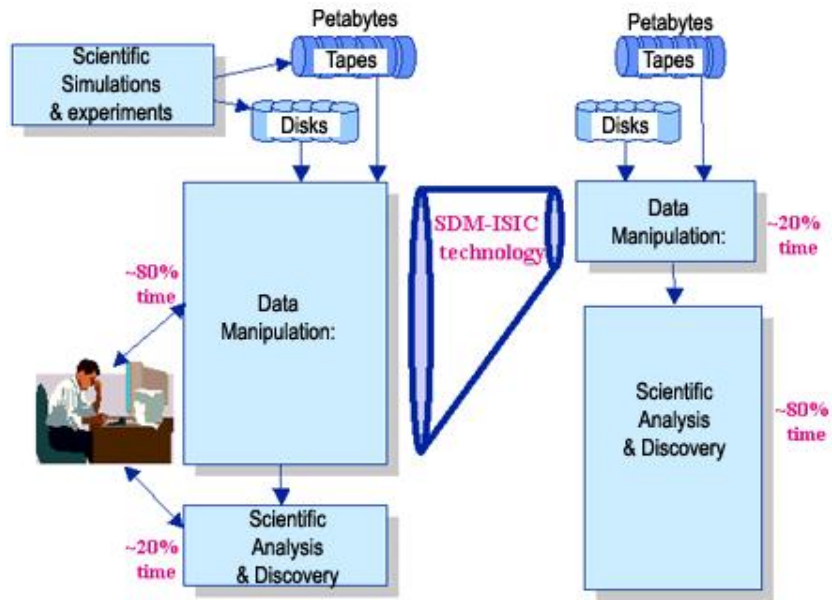 Petabytes
Tapes
Scientific
Simulations
& experiments
Disks
Data
Manipulation:
~80%
time
Scientific
Analysis
& Discovery
~20%
time
SDM-ISIC
technology
Petabytes
Tapes
Disks
Data
Manipulation:
~20%
time
Scientific
Analysis
& Discovery
~80%
time